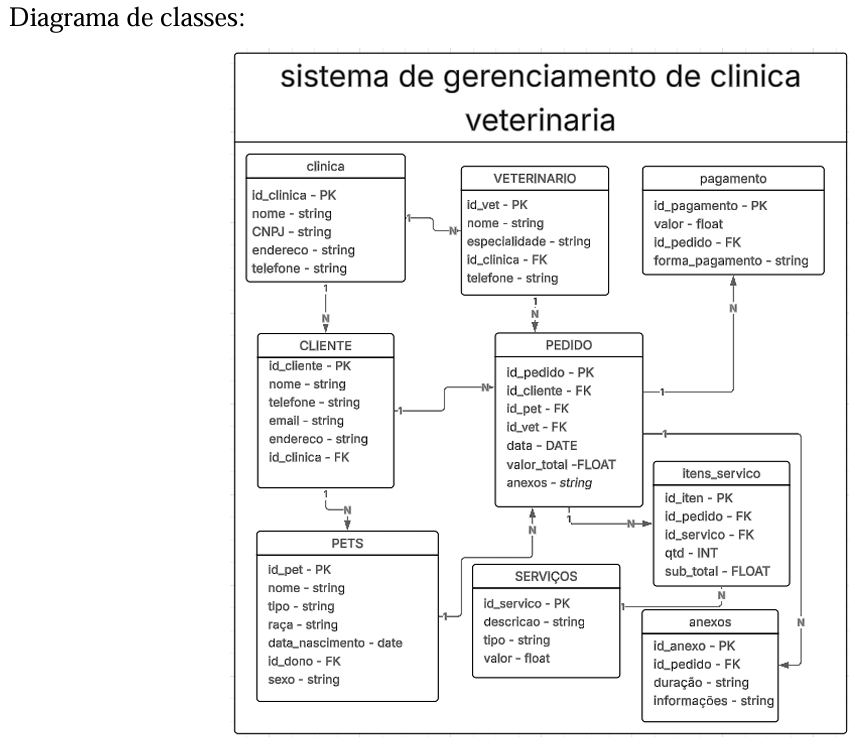 Diagrama de classes:
sistema de gerenciamento de clinica
veterinaria
clinica
id_clinica - PK
nome - string
CNPJ - string
endereco - string
telefone - string
1
N
VETERINARIO
id_vet - PK
nome - string
especialidade - string
id_clinica - FK
telefone - string
pagamento
id_pagamento - PK
valor - float
id_pedido - FK
forma_pagamento - string
1
N
1
N
N
CLIENTE
id_cliente - PK
nome - string
telefone - string
email - string
endereco - string
id_clinica - FK
1
N
PEDIDO
id_pedido - PK
id_cliente - FK
id_pet - FK
id_vet - FK
data - DATE
valor_total -FLOAT
anexos - string
1
1
itens_servico
id_iten - PK
id_pedido - FK
id_servico - FK
qtd - INT
sub_total - FLOAT
1
N
N
1
N
PETS
id_pet - PK
nome - string
tipo - string
raça - string
data_nascimento - date
id_dono - FK
sexo - string
1
SERVIÇOS
id_servico - PK
descricao - string
tipo - string
valor - float
N
1
N
anexos
id_anexo - PK
id_pedido - FK
duração - string
informações - string